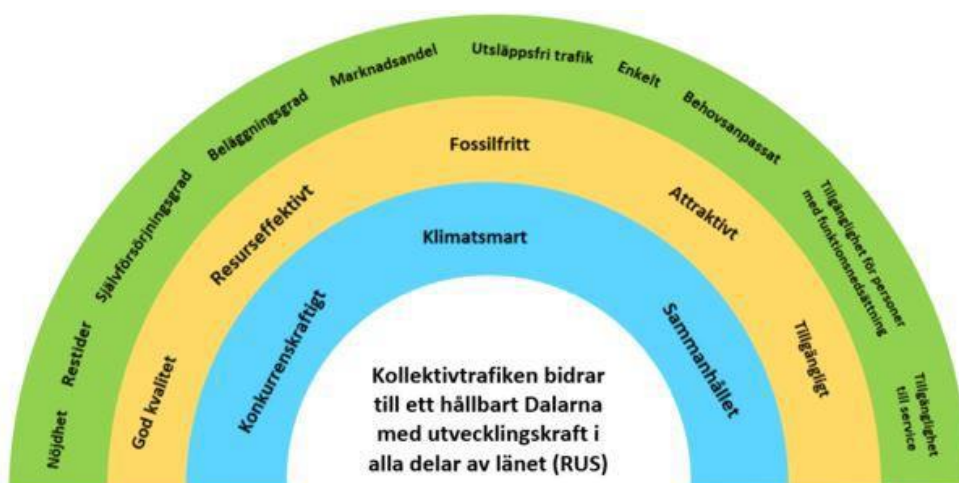 Nöjdhet
Restider
Självförsörjningsgrad
Beläggningsgrad
Marknadsandel
Utsläppsfri trafik
Enkelt
Behovsanpassat
Tillgänglighet för personer
med funktionsnedsättning
Tillgänglighet
till service
God kvalitet
Resurseffektivt
Fossilfritt
Attraktivt
Tillgängligt
Konkurrenskraftigt
Klimatsmart
Sammanhållet
Kollektivtrafiken bidrar
till ett hållbart Dalarna
med utvecklingskraft i
alla delar av länet (RUS)